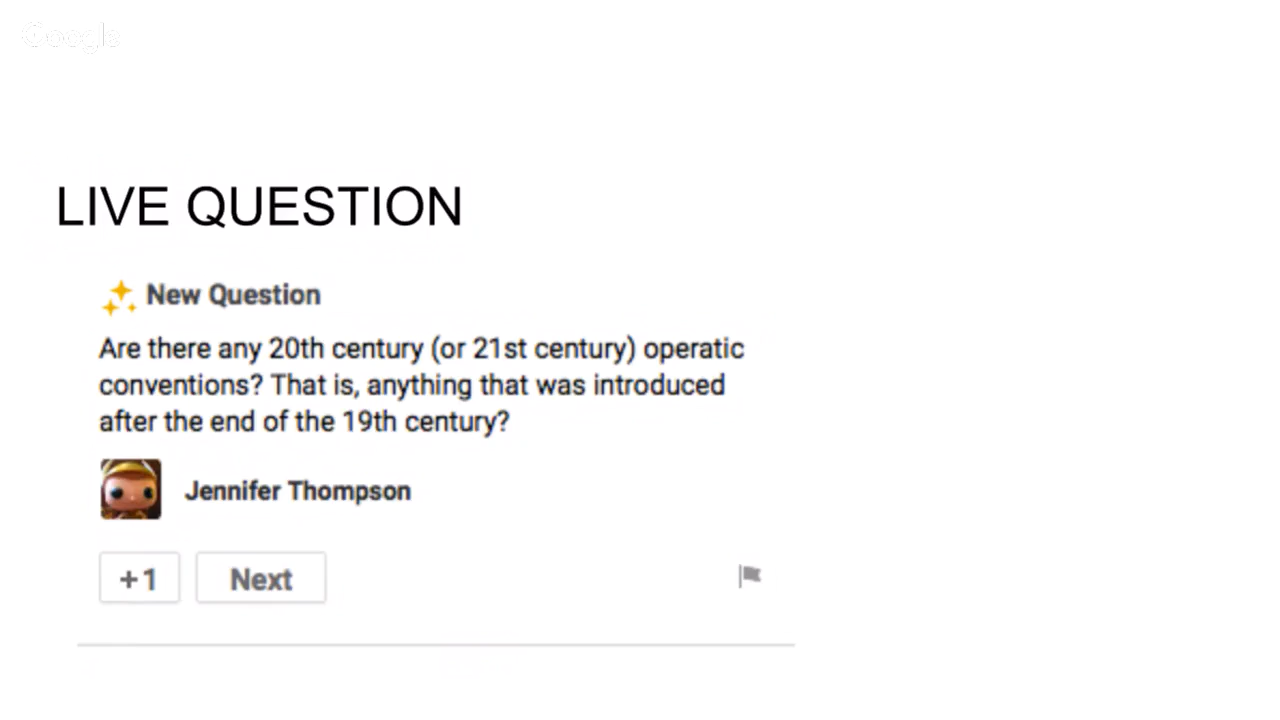 Google
LIVE QUESTION
New Question
Are there any 20th century (or 21st century) operatic
conventions? That is, anything that was introduced
after the end of the 19th century?
Jennifer Thompson
+1 Next